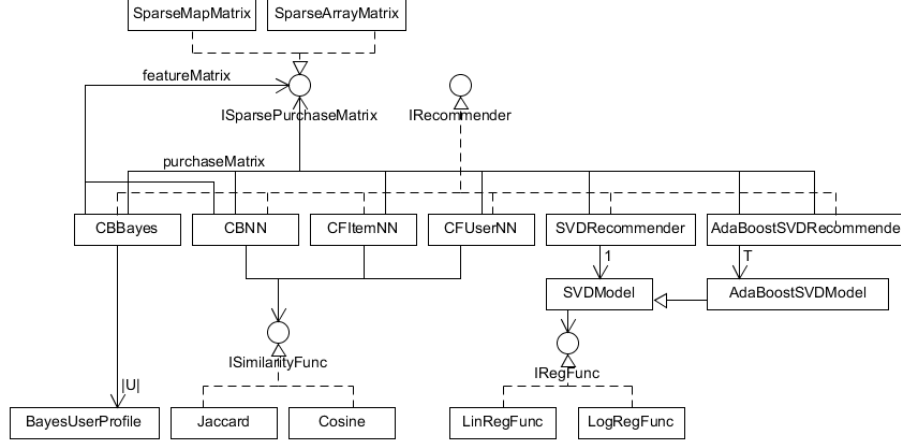 SparseMapMatrix
SparseArrayMatrix
featureMatrix
ISparsePurchaseMatrix
IRecommender
purchaseMatrix
CBBayes
CBNN
CFItemNN
CFUserNN
SVDRecommender
AdaBoostSVDRecommende
1
T
SVDModel
AdaBoostSVDModel
ISimilarityFunc
IRegFunc
|U|
BayesUserProfile
Jaccard
Cosine
LinRegFunc
LogRegFunc